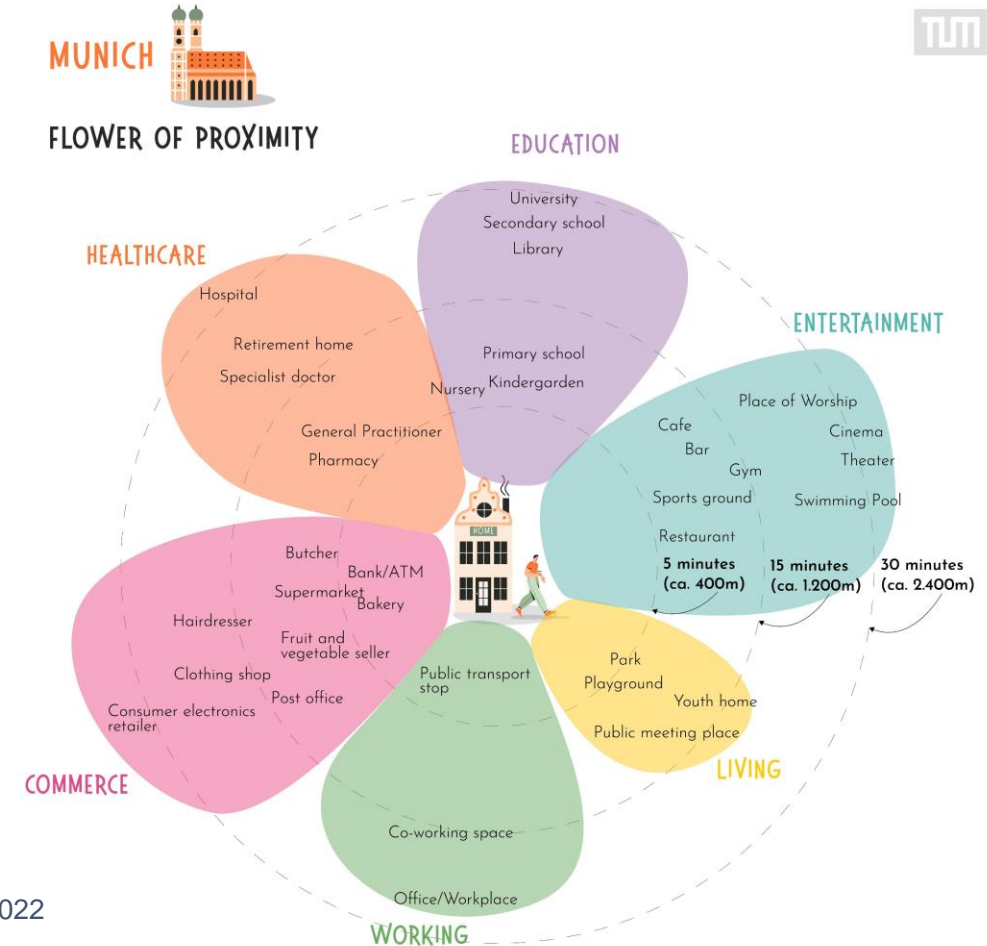 TUM
MUNICH
FLOWER OF PROXIMITY
EDUCATION
University
Secondary school
Library
Primary school
Kindergarden
Nursery
HEALTHCARE
Hospital
Retirement home
Specialist doctor
General Practitioner
Pharmacy
ENTERTAINMENT
Place of Worship
Cafe
Cinema
Bar
Theater
Gym
Sports ground
Swimming Pool
Restaurant
5 minutes
(ca. 400m)
15 minutes
(ca. 1.200m)
30 minutes
(ca. 2.400m)
HOME
Butcher
Bank/ATM
Supermarket
Bakery
Hairdresser
Fruit and
vegetable seller
Clothing shop
Post office
Consumer electronics
retailer
COMMERCE
Public transport
stop
Co-working space
Office/Workplace
WORKING
Park
Playground
Youth home
Public meeting place
LIVING
022